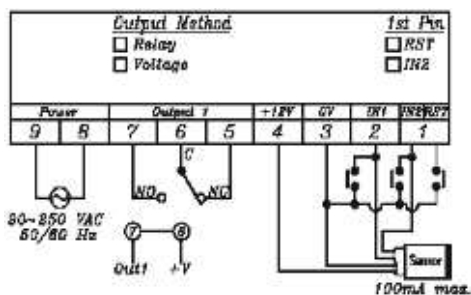 Output Method
1st Pin
Relay
RST
Voltage
IN2
Power
Output 1
+12V
0V
IN1
IN2/RST
9
8
7
6
5
4
3
2
1
C
NO
NC
90~250 VAC
50/60 Hz
7
6
Out1
+V
Sensor
100mA max.